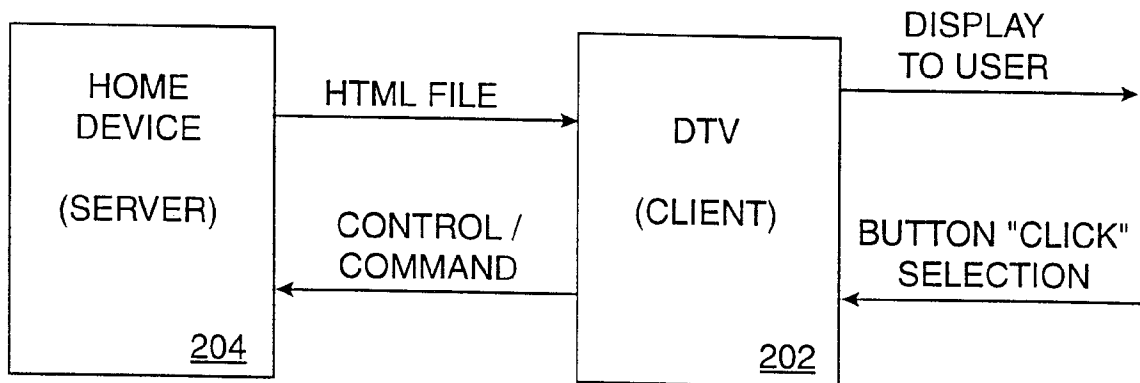 HOME
DEVICE
(SERVER)
204
HTML FILE
CONTROL /
COMMAND
DTV
(CLIENT)
202
DISPLAY
TO USER
BUTTON "CLICK"
SELECTION